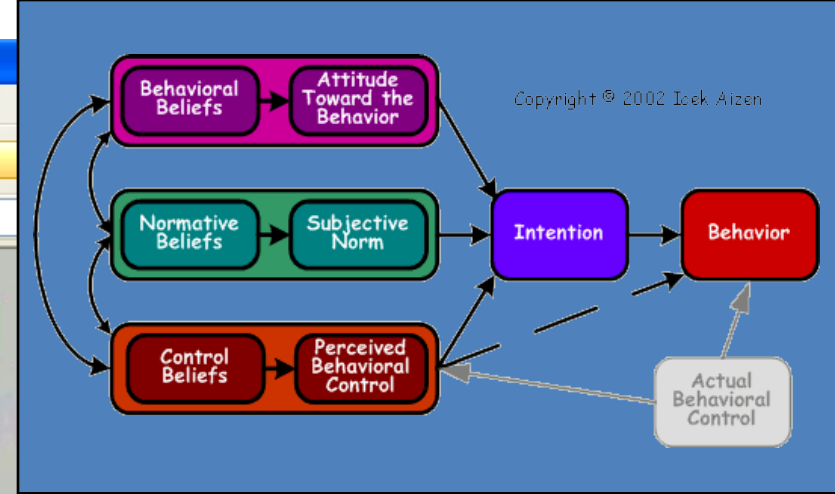 Behavioral
Beliefs
Attitude
Toward the
Behavior
Copyright © 2002 Icek Aizen
Normative
Beliefs
Subjective
Norm
Intention
Behavior
Control
Beliefs
Perceived
Behavioral
Control
Actual
Behavioral
Control